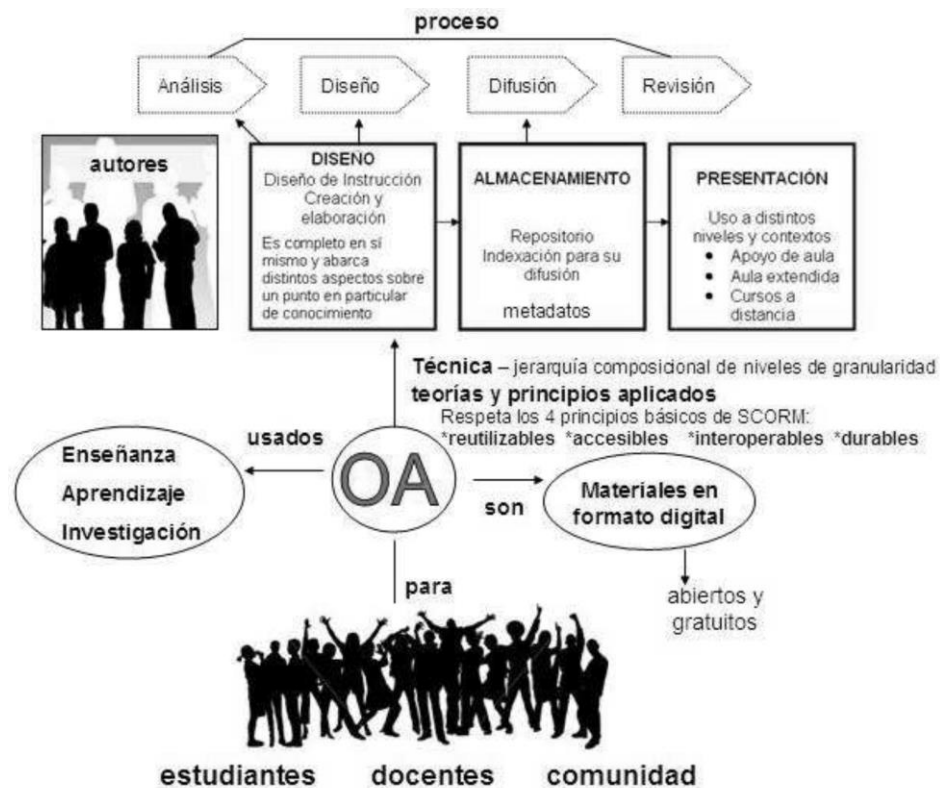 proceso
Análisis
Diseño
Difusión
Revisión
autores
DISEÑO
Diseño de Instrucción
Creación y
elaboración
Es completo en sí
mismo y abarca
distintos aspectos sobre
un punto en particular
de conocimiento
ALMACENAMIENTO
Repositorio
Indexación para su
difusión
metadatos
PRESENTACIÓN
Uso a distintos
niveles y contextos
• Apoyo de aula
• Aula extendida
• Cursos a
distancia
Técnica – jerarquía composicional de niveles de granularidad
teorías y principios aplicados
Respeta los 4 principios básicos de SCORM:
*reutilizables *accesibles *interoperables *durables
usados
Enseñanza
Aprendizaje
Investigación
OA
son
Materiales en
formato digital
abiertos y
gratuitos
para
estudiantes docentes comunidad